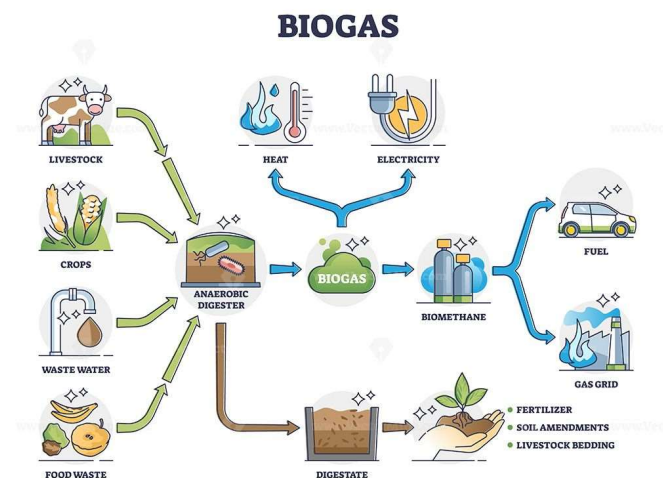 BIOGAS
LIVESTOCK
HEAT
ELECTRICITY
CROPS
FUEL
ANAEROBIC
DIGESTER
BIOGAS
BIOMETHANE
WASTE WATER
GAS GRID
FOOD WASTE
DIGESTATE
FERTILIZER
SOIL AMENDMENTS
LIVESTOCK BEDDING